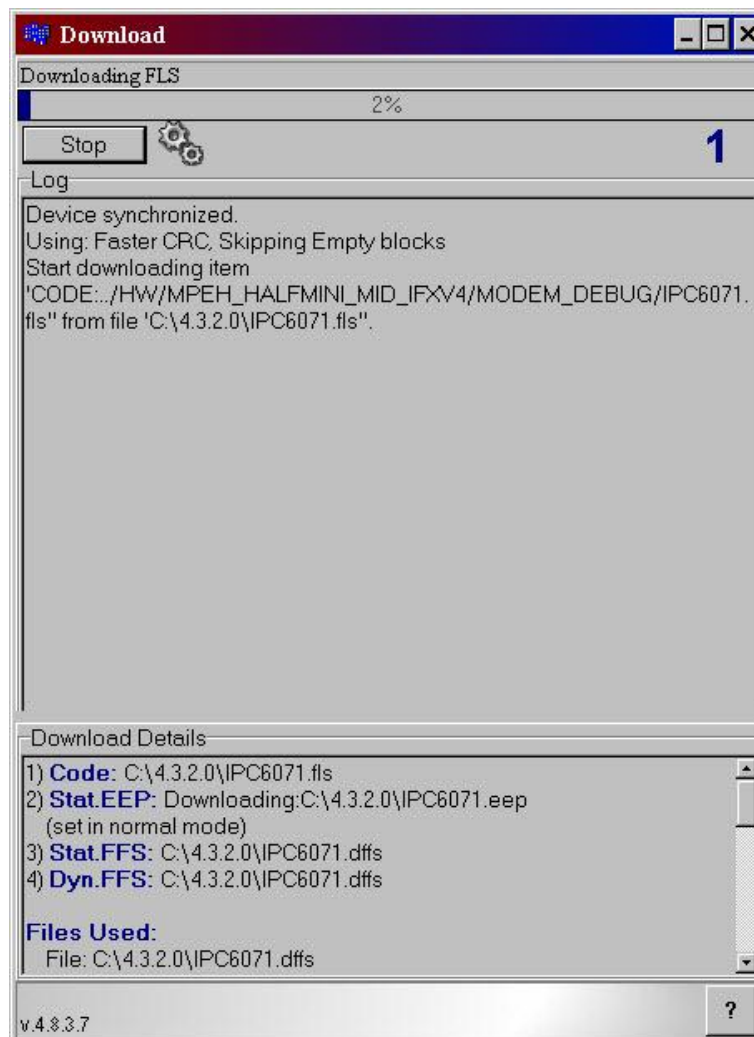 Download
Downloading FLS
2%
Stop
1
Log
Device synchronized.
Using: Faster CRC, Skipping Empty blocks
Start downloading item
'CODE:../HW/MPEH_HALFMINI_MID_IFXV4/MODEM_DEBUG/IPC6071.
fls" from file 'C:\4.3.2.0\IPC6071.fls".
Download Details
1) Code: C:\4.3.2.0\IPC6071.fls
2) Stat.EEP: Downloading:C:\4.3.2.0\IPC6071.eep
(set in normal mode)
3) Stat.FFS: C:\4.3.2.0\IPC6071.dffs
4) Dyn.FFS: C:\4.3.2.0\IPC6071.dffs
Files Used:
File: C:\4.3.2.0\IPC6071.dffs
v.4.8.3.7
?